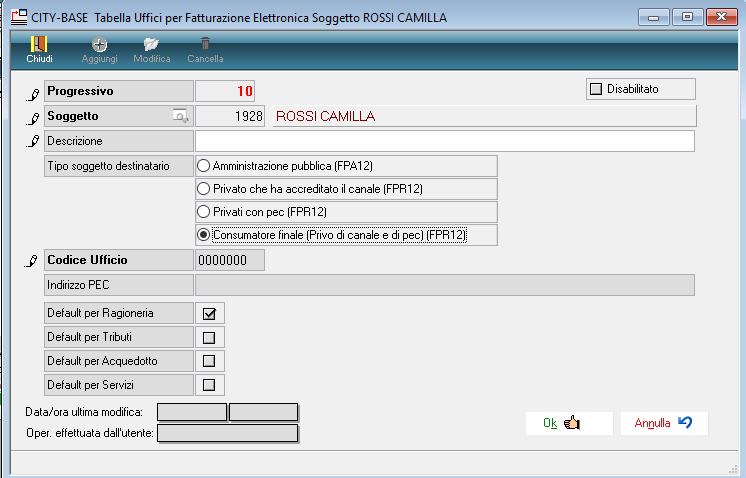 CITY-BASE Tabella Uffici per Fatturazione Elettronica Soggetto ROSSI CAMILLA
Chiudi Aggiungi Modifica Cancella
Progressivo 10 Disabilitato
Soggetto 1928 ROSSI CAMILLA
Descrizione
Tipo soggetto destinatario Amministrazione pubblica (FPA12)
Privato che ha accreditato il canale (FPR12)
Privati con pec (FPR12)
Consumatore finale (Privo di canale e di pec) (FPR12)
Codice Ufficio 0000000
Indirizzo PEC
Default per Ragioneria
Default per Tributi
Default per Acquedotto
Default per Servizi
Data/ora ultima modifica:
Oper. effettuata dall'utente:
Ok Annulla